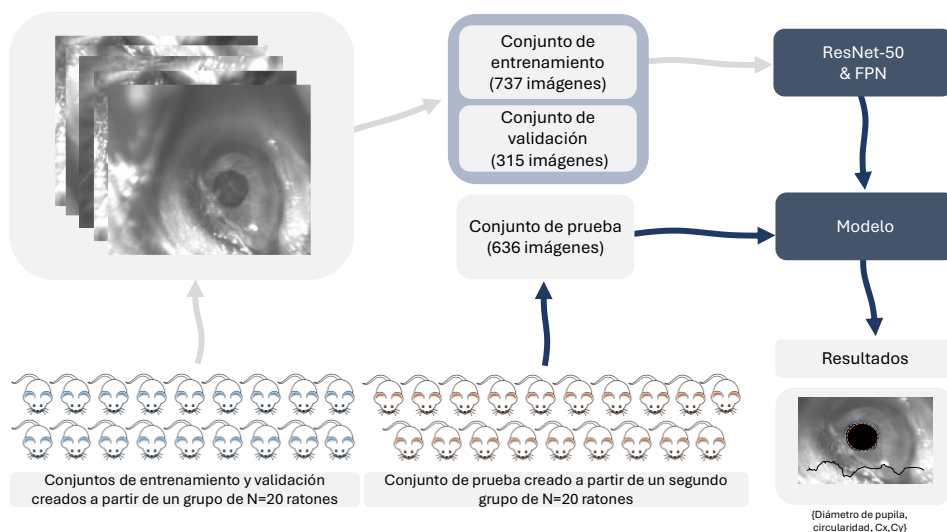 Conjunto de
entrenamiento
(737 imágenes)
Conjunto de
validación
(315 imágenes)
ResNet-50
& FPN
Conjunto de prueba
(636 imágenes)
Modelo
Resultados
Conjuntos de entrenamiento y validación
creados a partir de un grupo de N=20 ratones
Conjunto de prueba creado a partir de un segundo
grupo de N=20 ratones
{Diámetro de pupila,
circularidad, Cx,Cy}